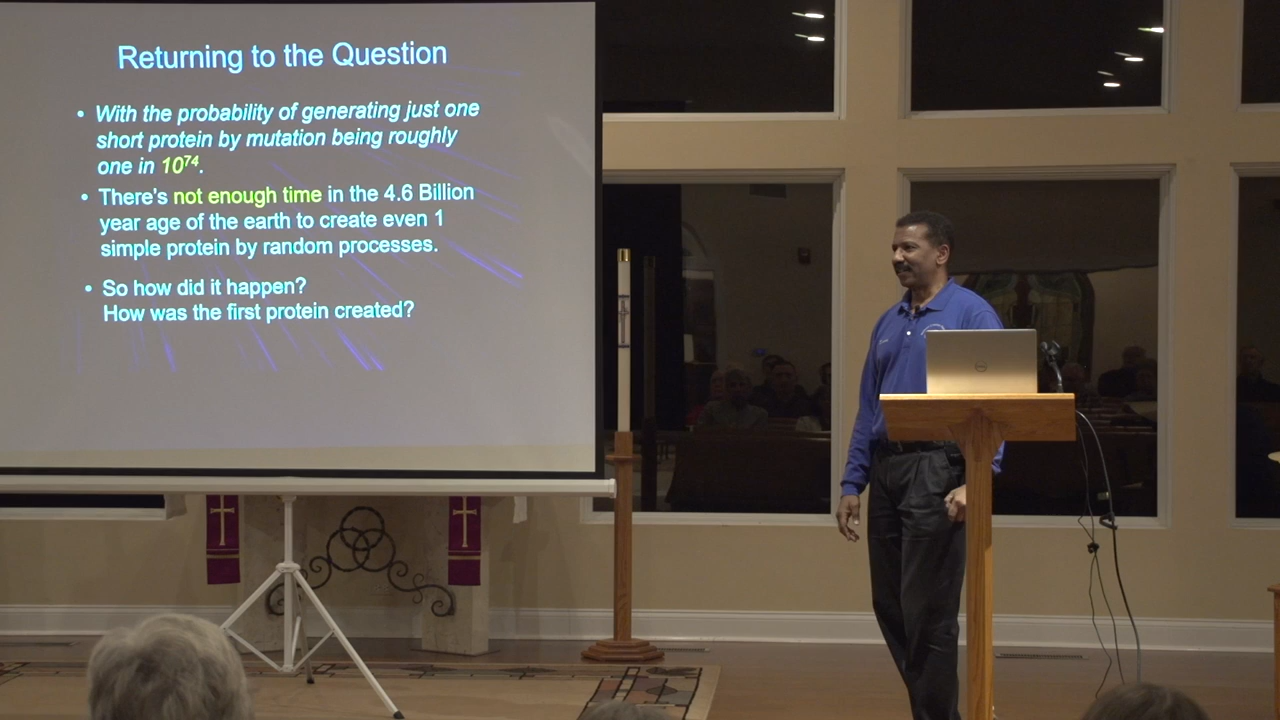 Returning to the Question
• With the probability of generating just one
short protein by mutation being roughly
one in 10⁷⁴.
• There's not enough time in the 4.6 Billion
year age of the earth to create even 1
simple protein by random processes.
• So how did it happen?
How was the first protein created?